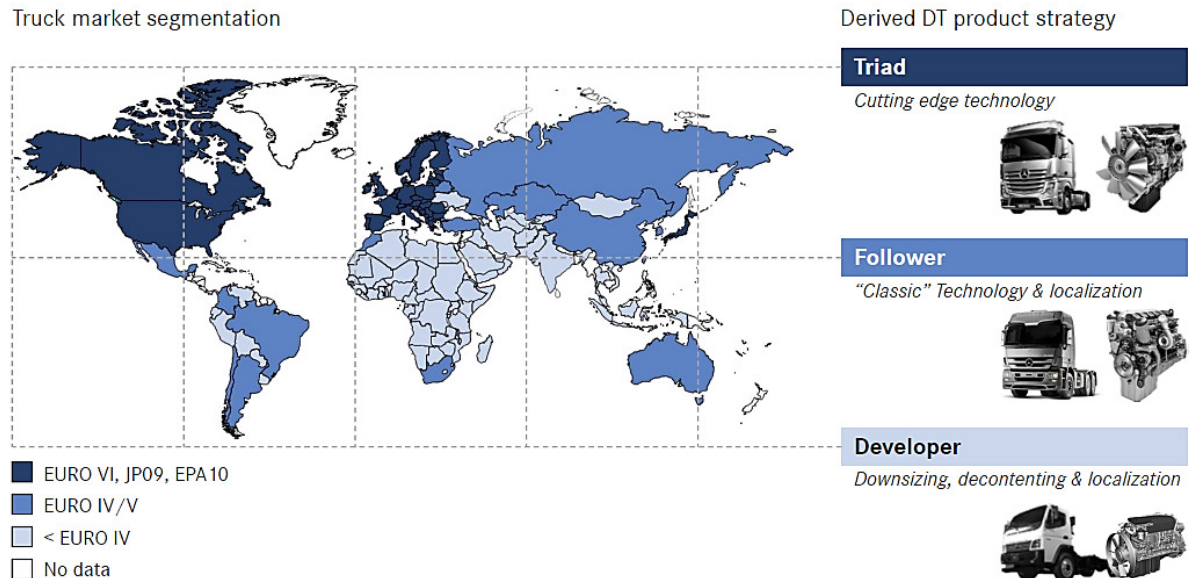 Truck market segmentation
Derived DT product strategy
Triad
Cutting edge technology
Follower
“Classic” Technology & localization
Developer
Downsizing, decontenting & localization
EURO VI, JP09, EPA10
EURO IV/V
< EURO IV
No data